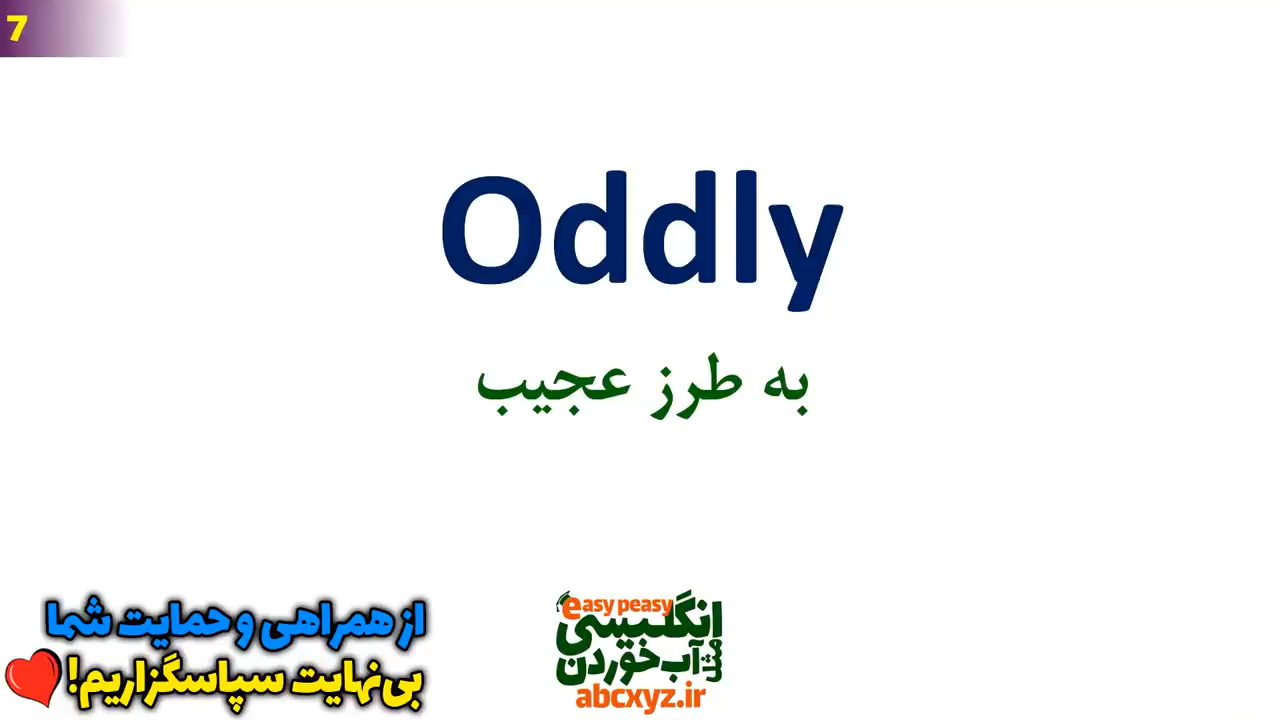 7
Oddly
به طرز عجیب
از همراهی و حمایت شما
بی‌نهایت سپاسگزاریم!
easy peasy
انگلیسی
مثل آب خوردن
abcxyz.ir